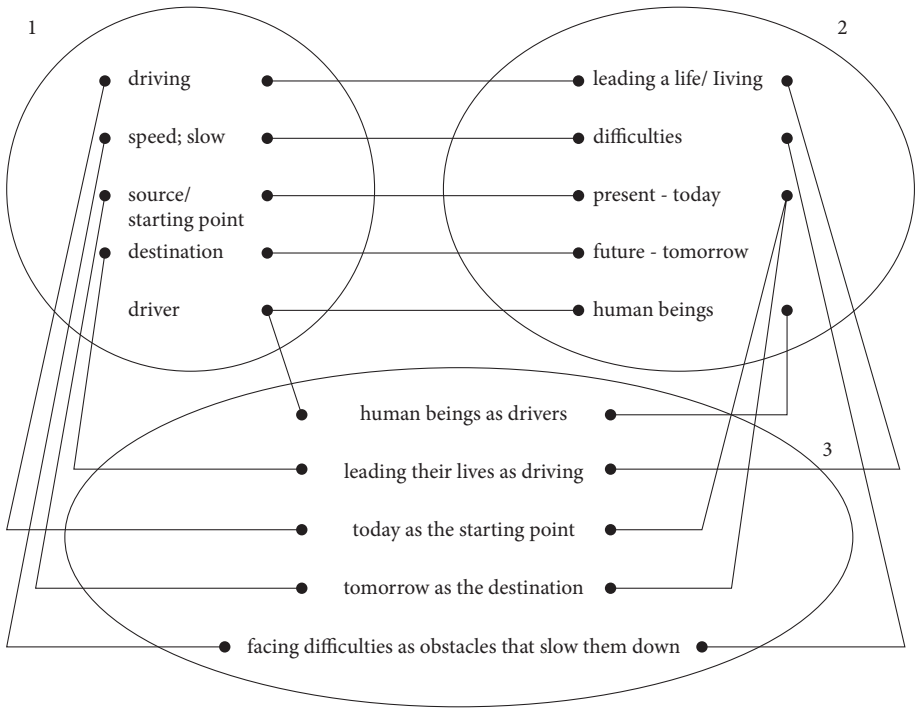 1
2
driving
leading a life/ Iiving
speed; slow
difficulties
source/
starting point
present - today
destination
future - tomorrow
driver
human beings
human beings as drivers
3
leading their lives as driving
today as the starting point
tomorrow as the destination
facing difficulties as obstacles that slow them down